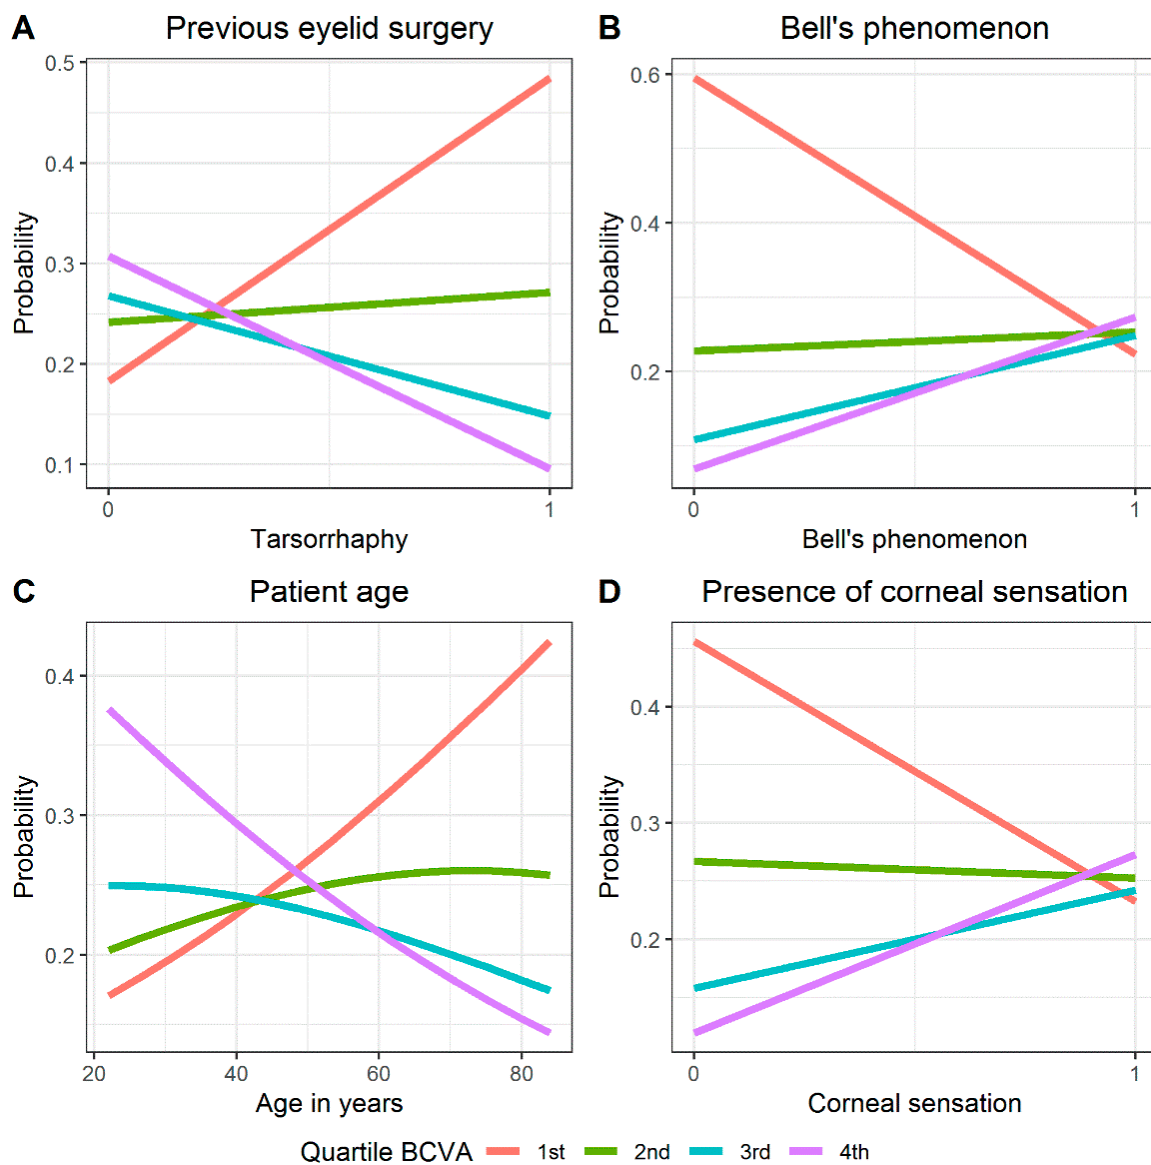 A Previous eyelid surgery
0.5
0.4
0.3
0.2
0.1
Probability
0 1
Tarsorrhaphy
B Bell's phenomenon
0.6
0.4
0.2
Probability
0 1
Bell's phenomenon
C Patient age
0.4
0.3
0.2
Probability
20 40 60 80
Age in years
D Presence of corneal sensation
0.4
0.3
0.2
Probability
0 1
Corneal sensation
Quartile BCVA 1st 2nd 3rd 4th